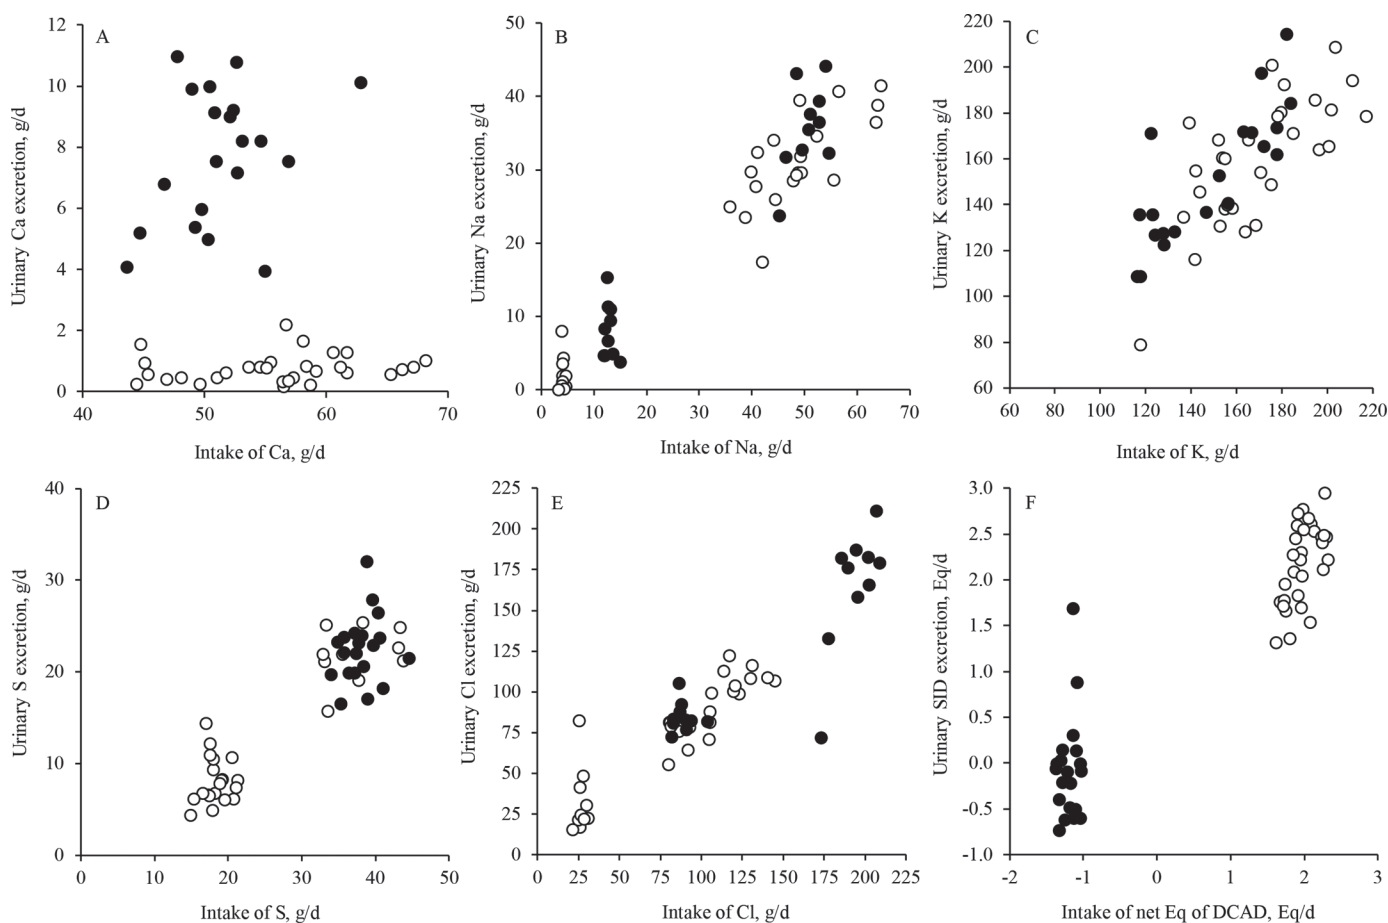 A
Urinary Ca excretion, g/d
12
10
8
6
4
2
0
40 50 60 70
Intake of Ca, g/d
B
Urinary Na excretion, g/d
50
40
30
20
10
0
0 10 20 30 40 50 60 70
Intake of Na, g/d
C
Urinary K excretion, g/d
220
200
180
160
140
120
100
80
60
60 80 100 120 140 160 180 200 220
Intake of K, g/d
D
Urinary S excretion, g/d
40
30
20
10
0
0 10 20 30 40 50
Intake of S, g/d
E
Urinary Cl excretion, g/d
225
200
175
150
125
100
75
50
25
0
0 25 50 75 100 125 150 175 200 225
Intake of Cl, g/d
F
Urinary SID excretion, Eq/d
3.0
2.5
2.0
1.5
1.0
0.5
0.0
-0.5
-1.0
-2 -1 0 1 2 3
Intake of net Eq of DCAD, Eq/d